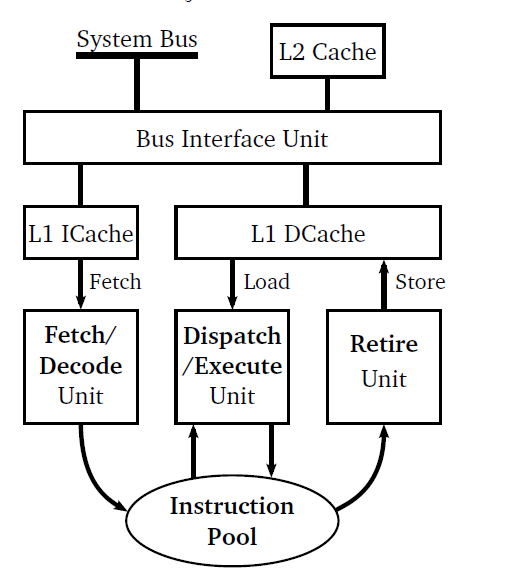 System Bus
L2 Cache
Bus Interface Unit
L1 ICache
L1 DCache
Fetch
Load
Store
Fetch/
Decode
Unit
Dispatch
/Execute
Unit
Retire
Unit
Instruction
Pool